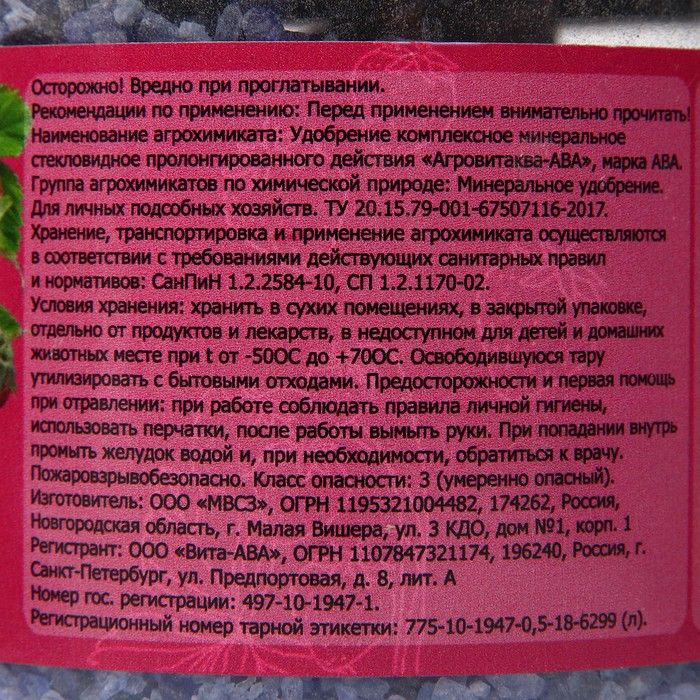 Осторожно! Вредно при проглатывании.
Рекомендации по применению: Перед применением внимательно прочитать!
Наименование агрохимиката: Удобрение комплексное минеральное
стекловидное пролонгированного действия «Агровитаква-АВА», марка АВА.
Группа агрохимикатов по химической природе: Минеральное удобрение.
Для личных подсобных хозяйств. ТУ 20.15.79-001-67507116-2017.
Хранение, транспортировка и применение агрохимиката осуществляются
в соответствии с требованиями действующих санитарных правил
и нормативов: СанПиН 1.2.2584-10, СП 1.2.1170-02.
Условия хранения: хранить в сухих помещениях, в закрытой упаковке,
отдельно от продуктов и лекарств, в недоступном для детей и домашних
животных месте при t от -50ОС до +70ОС. Освободившуюся тару
утилизировать с бытовыми отходами. Предосторожности и первая помощь
при отравлении: при работе соблюдать правила личной гигиены,
использовать перчатки, после работы вымыть руки. При попадании внутрь
промыть желудок водой и, при необходимости, обратиться к врачу.
Пожаровзрывобезопасно. Класс опасности: 3 (умеренно опасный).
Изготовитель: ООО «МВСЗ», ОГРН 1195321004482, 174262, Россия,
Новгородская область, г. Малая Вишера, ул. 3 КДО, дом №1, корп. 1
Регистрант: ООО «Вита-АВА», ОГРН 1107847321174, 196240, Россия, г.
Санкт-Петербург, ул. Предпортовая, д. 8, лит. А
Номер гос. регистрации: 497-10-1947-1.
Регистрационный номер тарной этикетки: 775-10-1947-0,5-18-6299 (л).